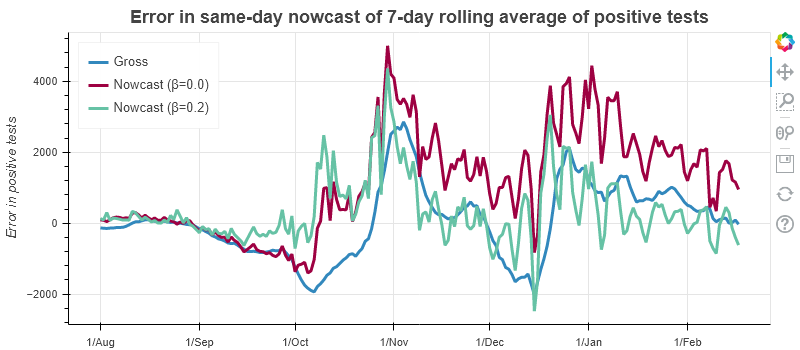 Error in same-day nowcast of 7-day rolling average of positive tests
Gross
Nowcast (β=0.0)
Nowcast (β=0.2)
Error in positive tests
4000
2000
0
−2000
1/Aug
1/Sep
1/Oct
1/Nov
1/Dec
1/Jan
1/Feb